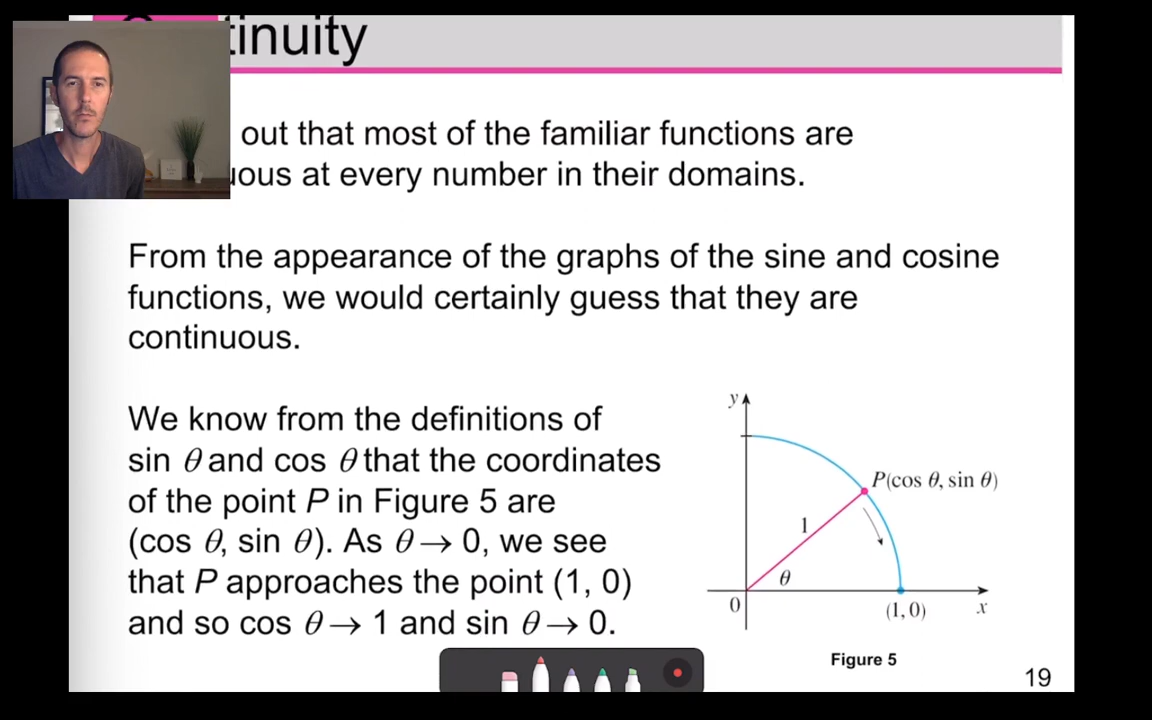 tinuity
out that most of the familiar functions are
uous at every number in their domains.
From the appearance of the graphs of the sine and cosine
functions, we would certainly guess that they are
continuous.
We know from the definitions of
sin θ and cos θ that the coordinates
of the point P in Figure 5 are
(cos θ, sin θ). As θ → 0, we see
that P approaches the point (1, 0)
and so cos θ → 1 and sin θ → 0.
y
P(cos θ, sin θ)
1
θ
0
(1, 0)
x
Figure 5
19